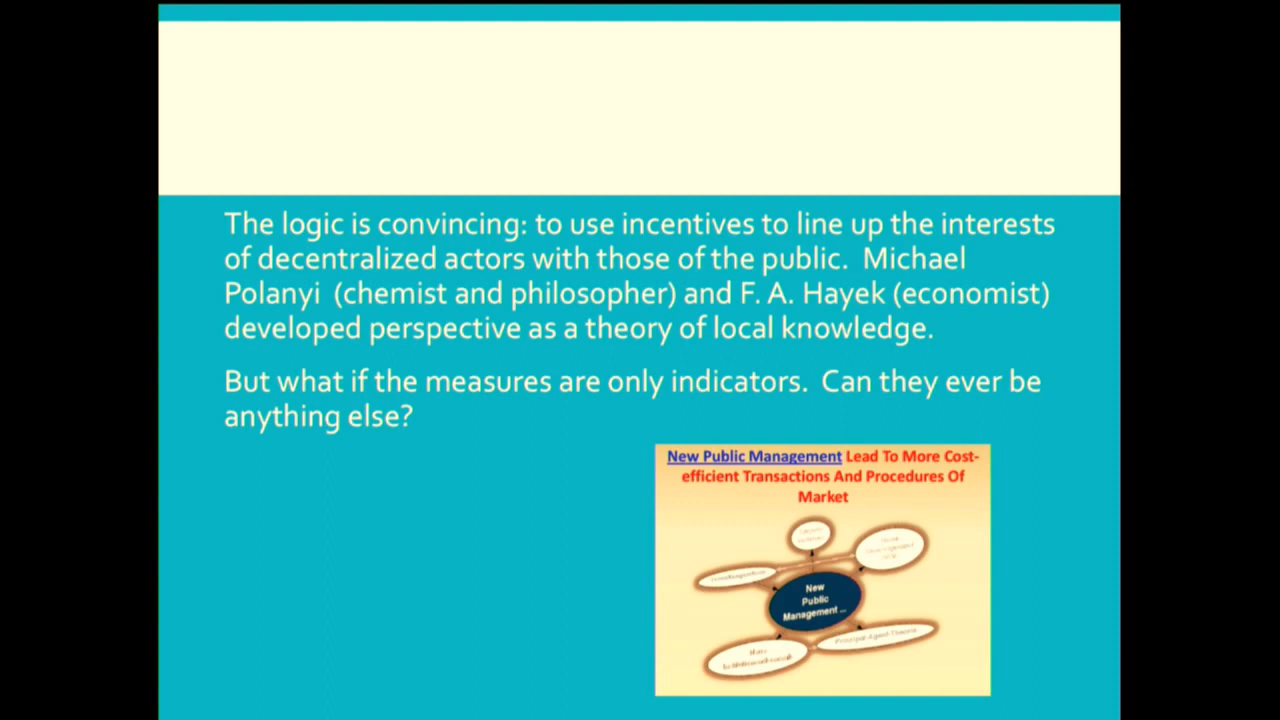 The logic is convincing: to use incentives to line up the interests
of decentralized actors with those of the public.  Michael
Polanyi  (chemist and philosopher) and F. A. Hayek (economist)
developed perspective as a theory of local knowledge.
But what if the measures are only indicators.  Can they ever be
anything else?
New Public Management Lead To More Cost-
efficient Transactions And Procedures Of
Market
New
Public
Management ...
Principal-Agent-Theorie